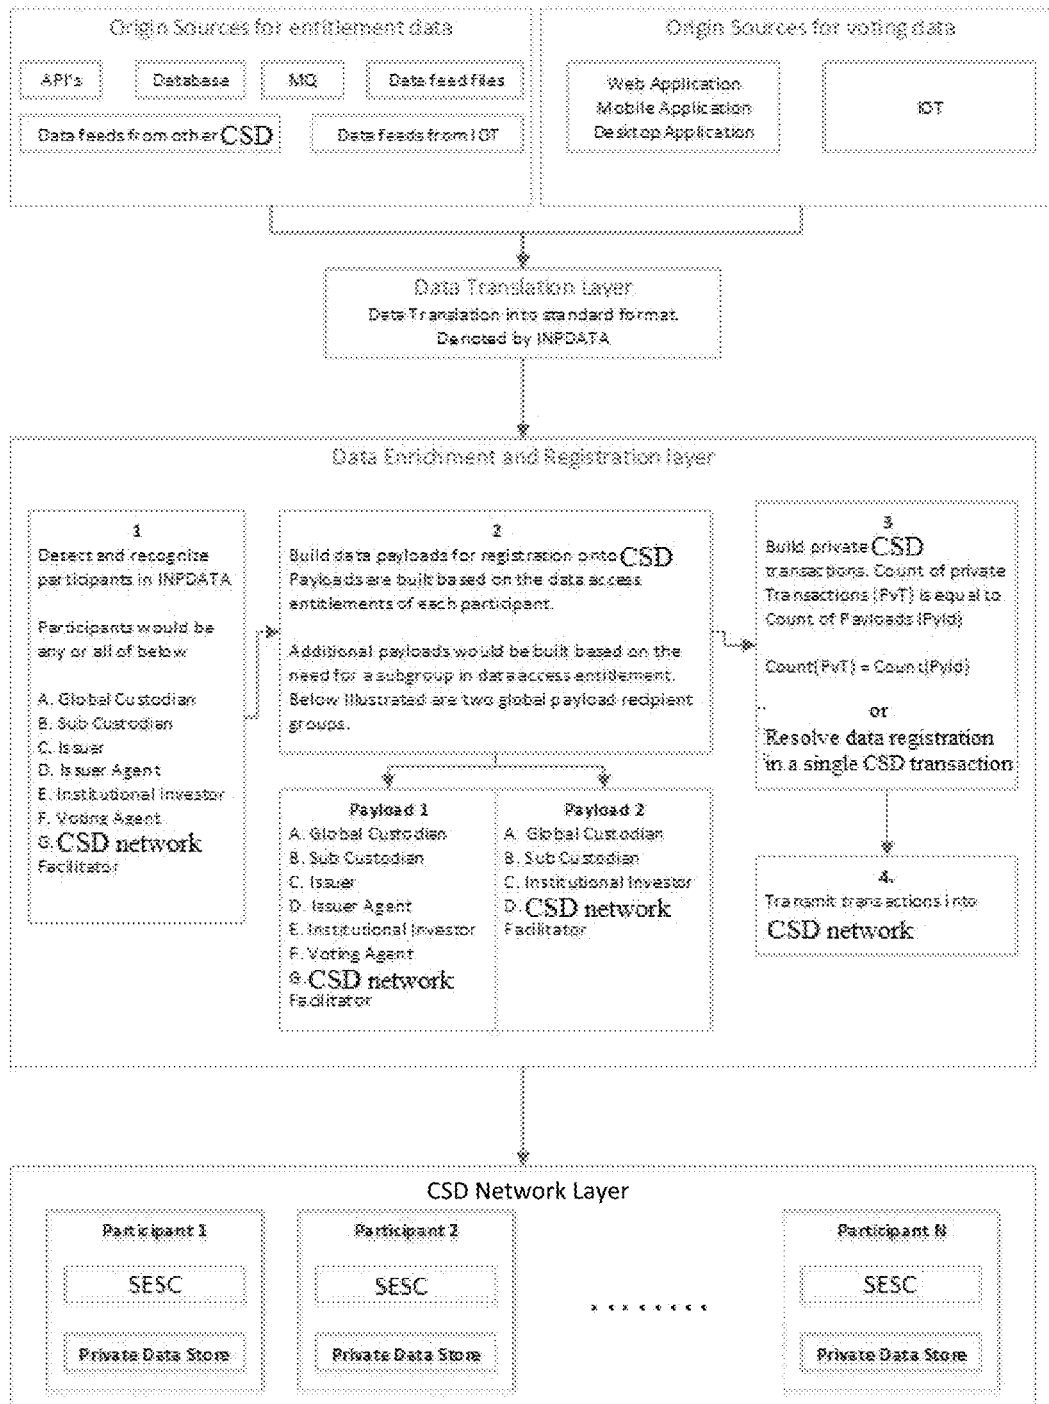 Origin Sources for entitlement data
API's
Database
MQ
Data feed files
Data feeds from other CSD
Data feeds from IOT
Origin Sources for voting data
Web Application
Mobile Application
Desktop Application
IOT
Data Translation Layer
Data Translation into standard format.
Denoted by INPDATA
Data Enrichment and Registration layer
1
Detect and recognize
participants in INPDATA
Participants would be
any or all of below
A. Global Custodian
B. Sub Custodian
C. Issuer
D. Issuer Agent
E. Institutional Investor
F. Voting Agent
G. CSD network
Facilitator
2
Build data payloads for registration onto CSD
Payloads are built based on the data access
entitlements of each participant.
Additional payloads would be built based on the
need for a subgroup in data access entitlement.
Below illustrated are two global payload recipient
groups.
Payload 1
A. Global Custodian
B. Sub Custodian
C. Issuer
D. Issuer Agent
E. Institutional Investor
F. Voting Agent
G. CSD network
Facilitator
Payload 2
A. Global Custodian
B. Sub Custodian
C. Institutional Investor
D. CSD network
Facilitator
3
Build private CSD
transactions. Count of private
Transactions (PvT) is equal to
Count of Payloads (Pyld)
Count(PvT) = Count(Pyld)
or
Resolve data registration
in a single CSD transaction
4.
Transmit transactions into
CSD network
CSD Network Layer
Participant 1
SESC
Private Data Store
Participant 2
SESC
Private Data Store
Participant N
SESC
Private Data Store